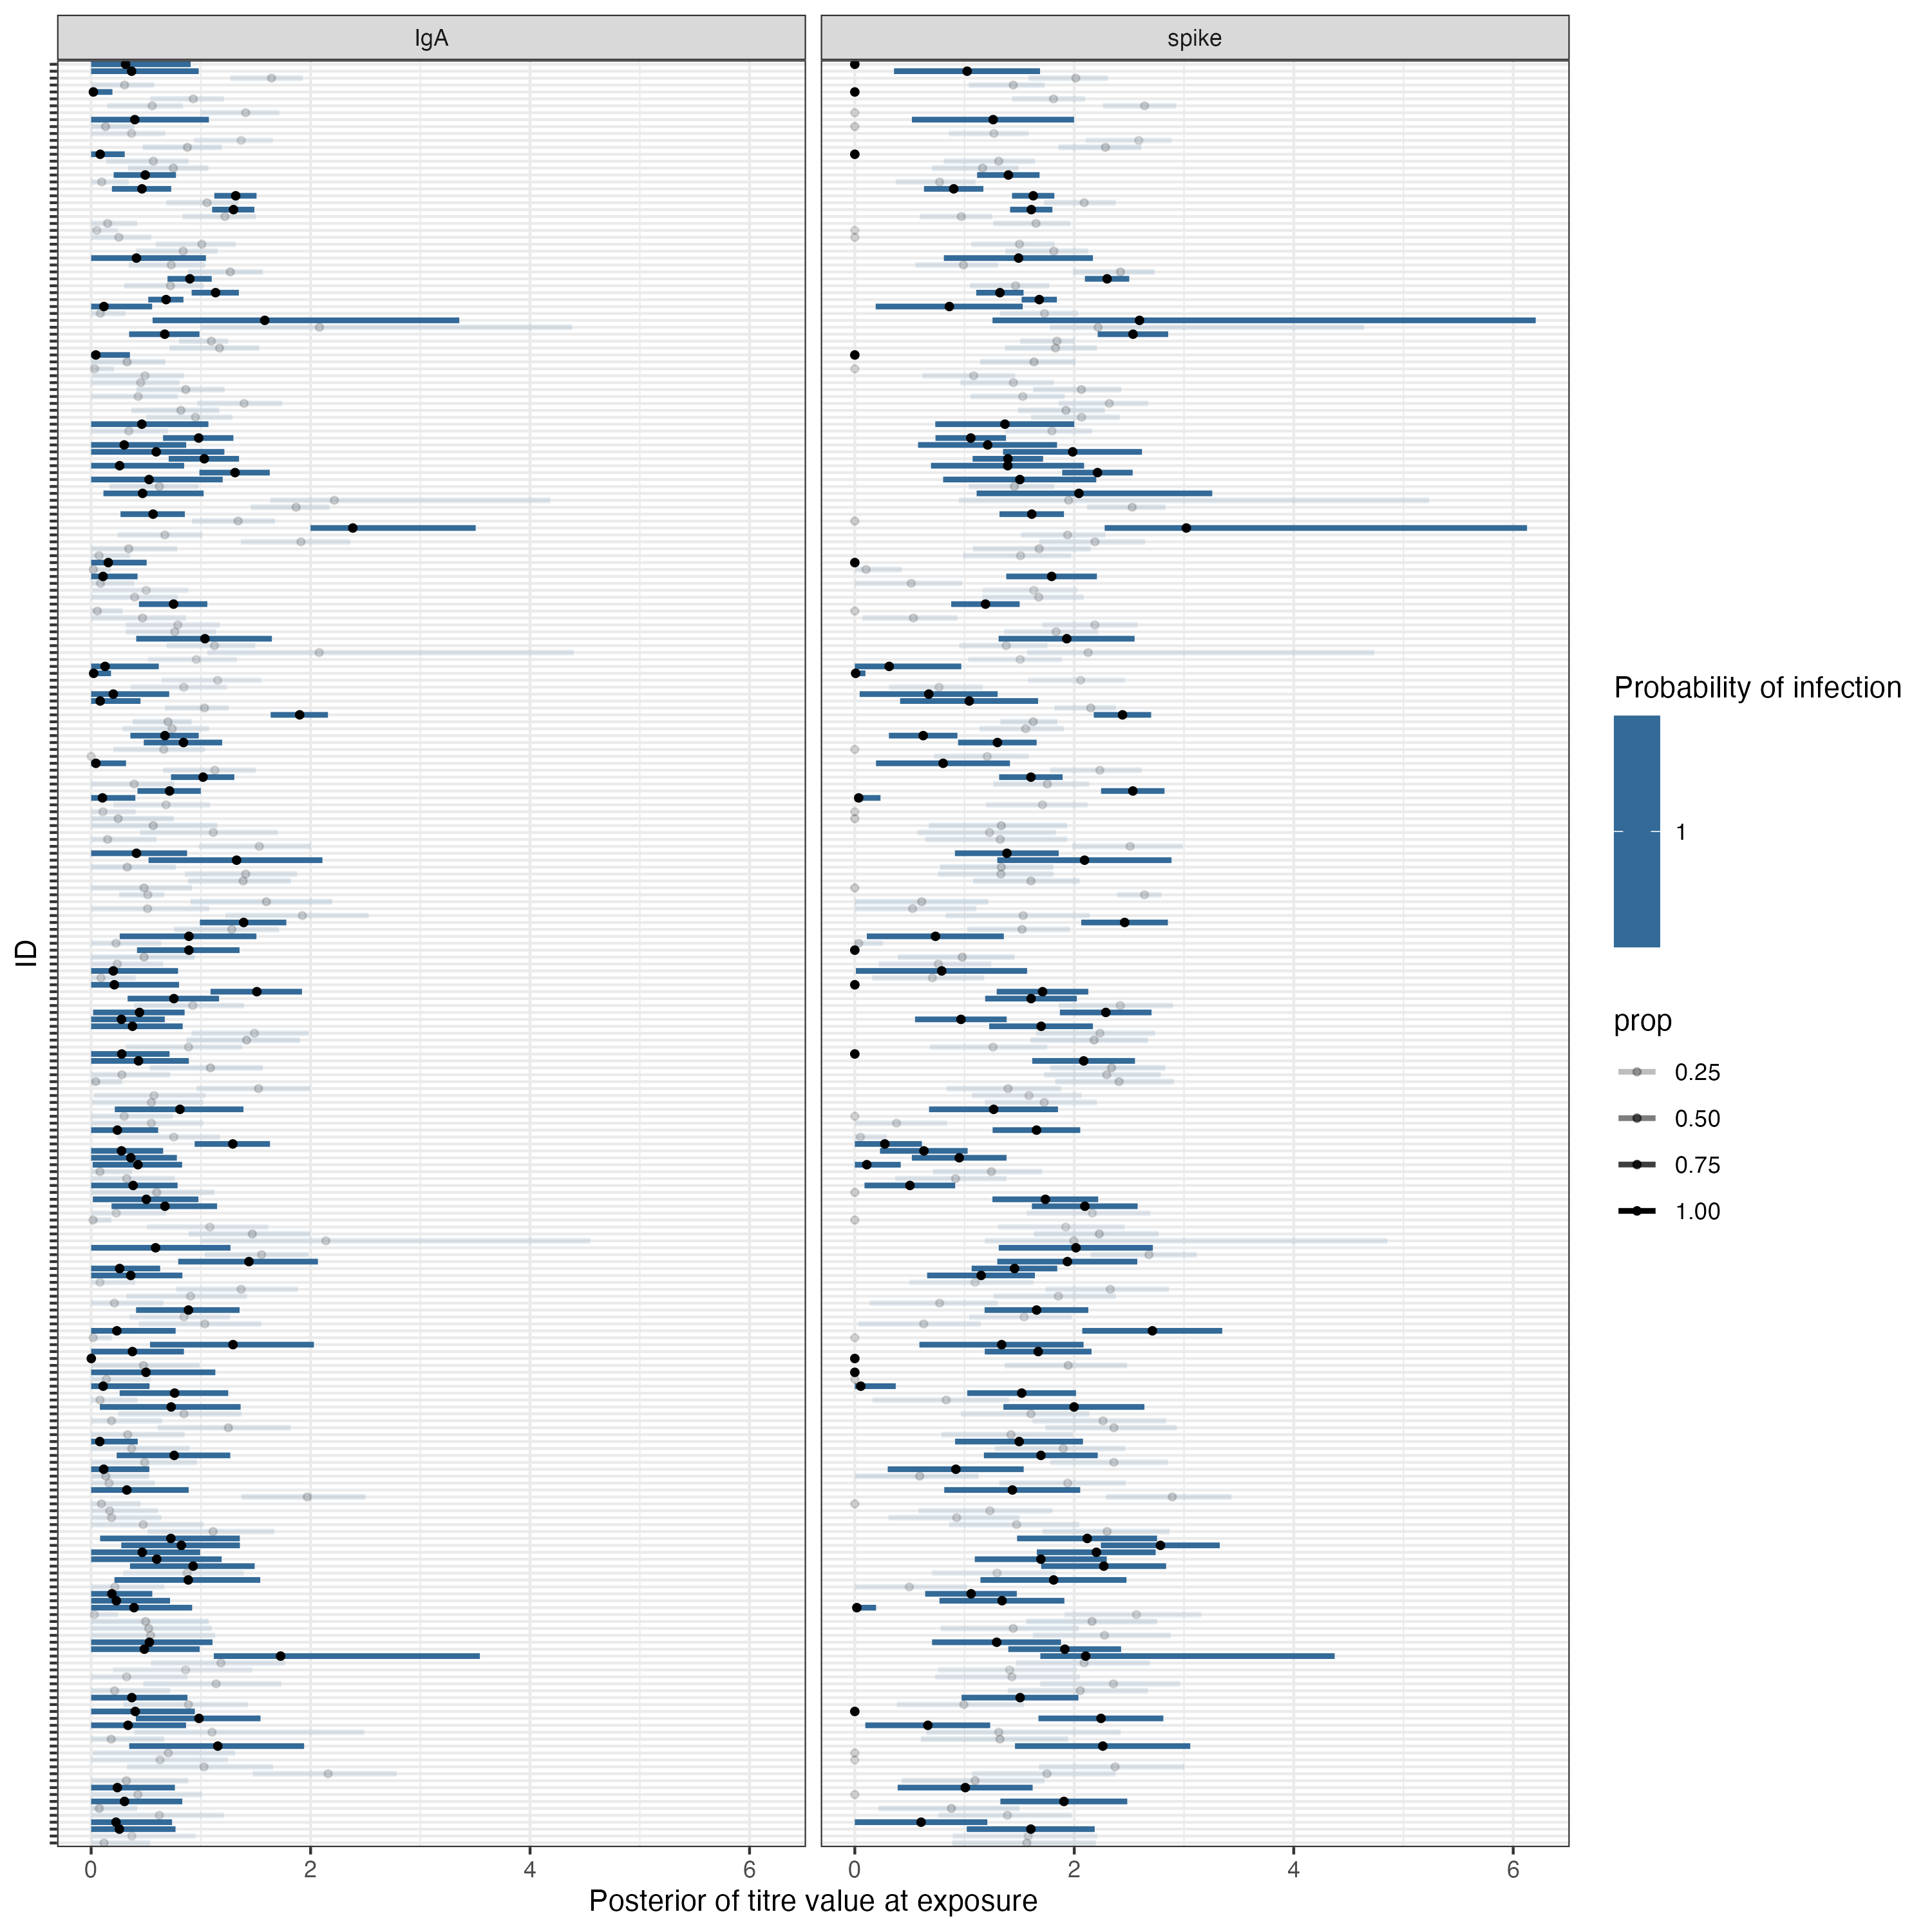 IgA
spike
ID
0
2
4
6
0
2
4
6
Posterior of titre value at exposure
Probability of infection
1
prop
0.25
0.50
0.75
1.00